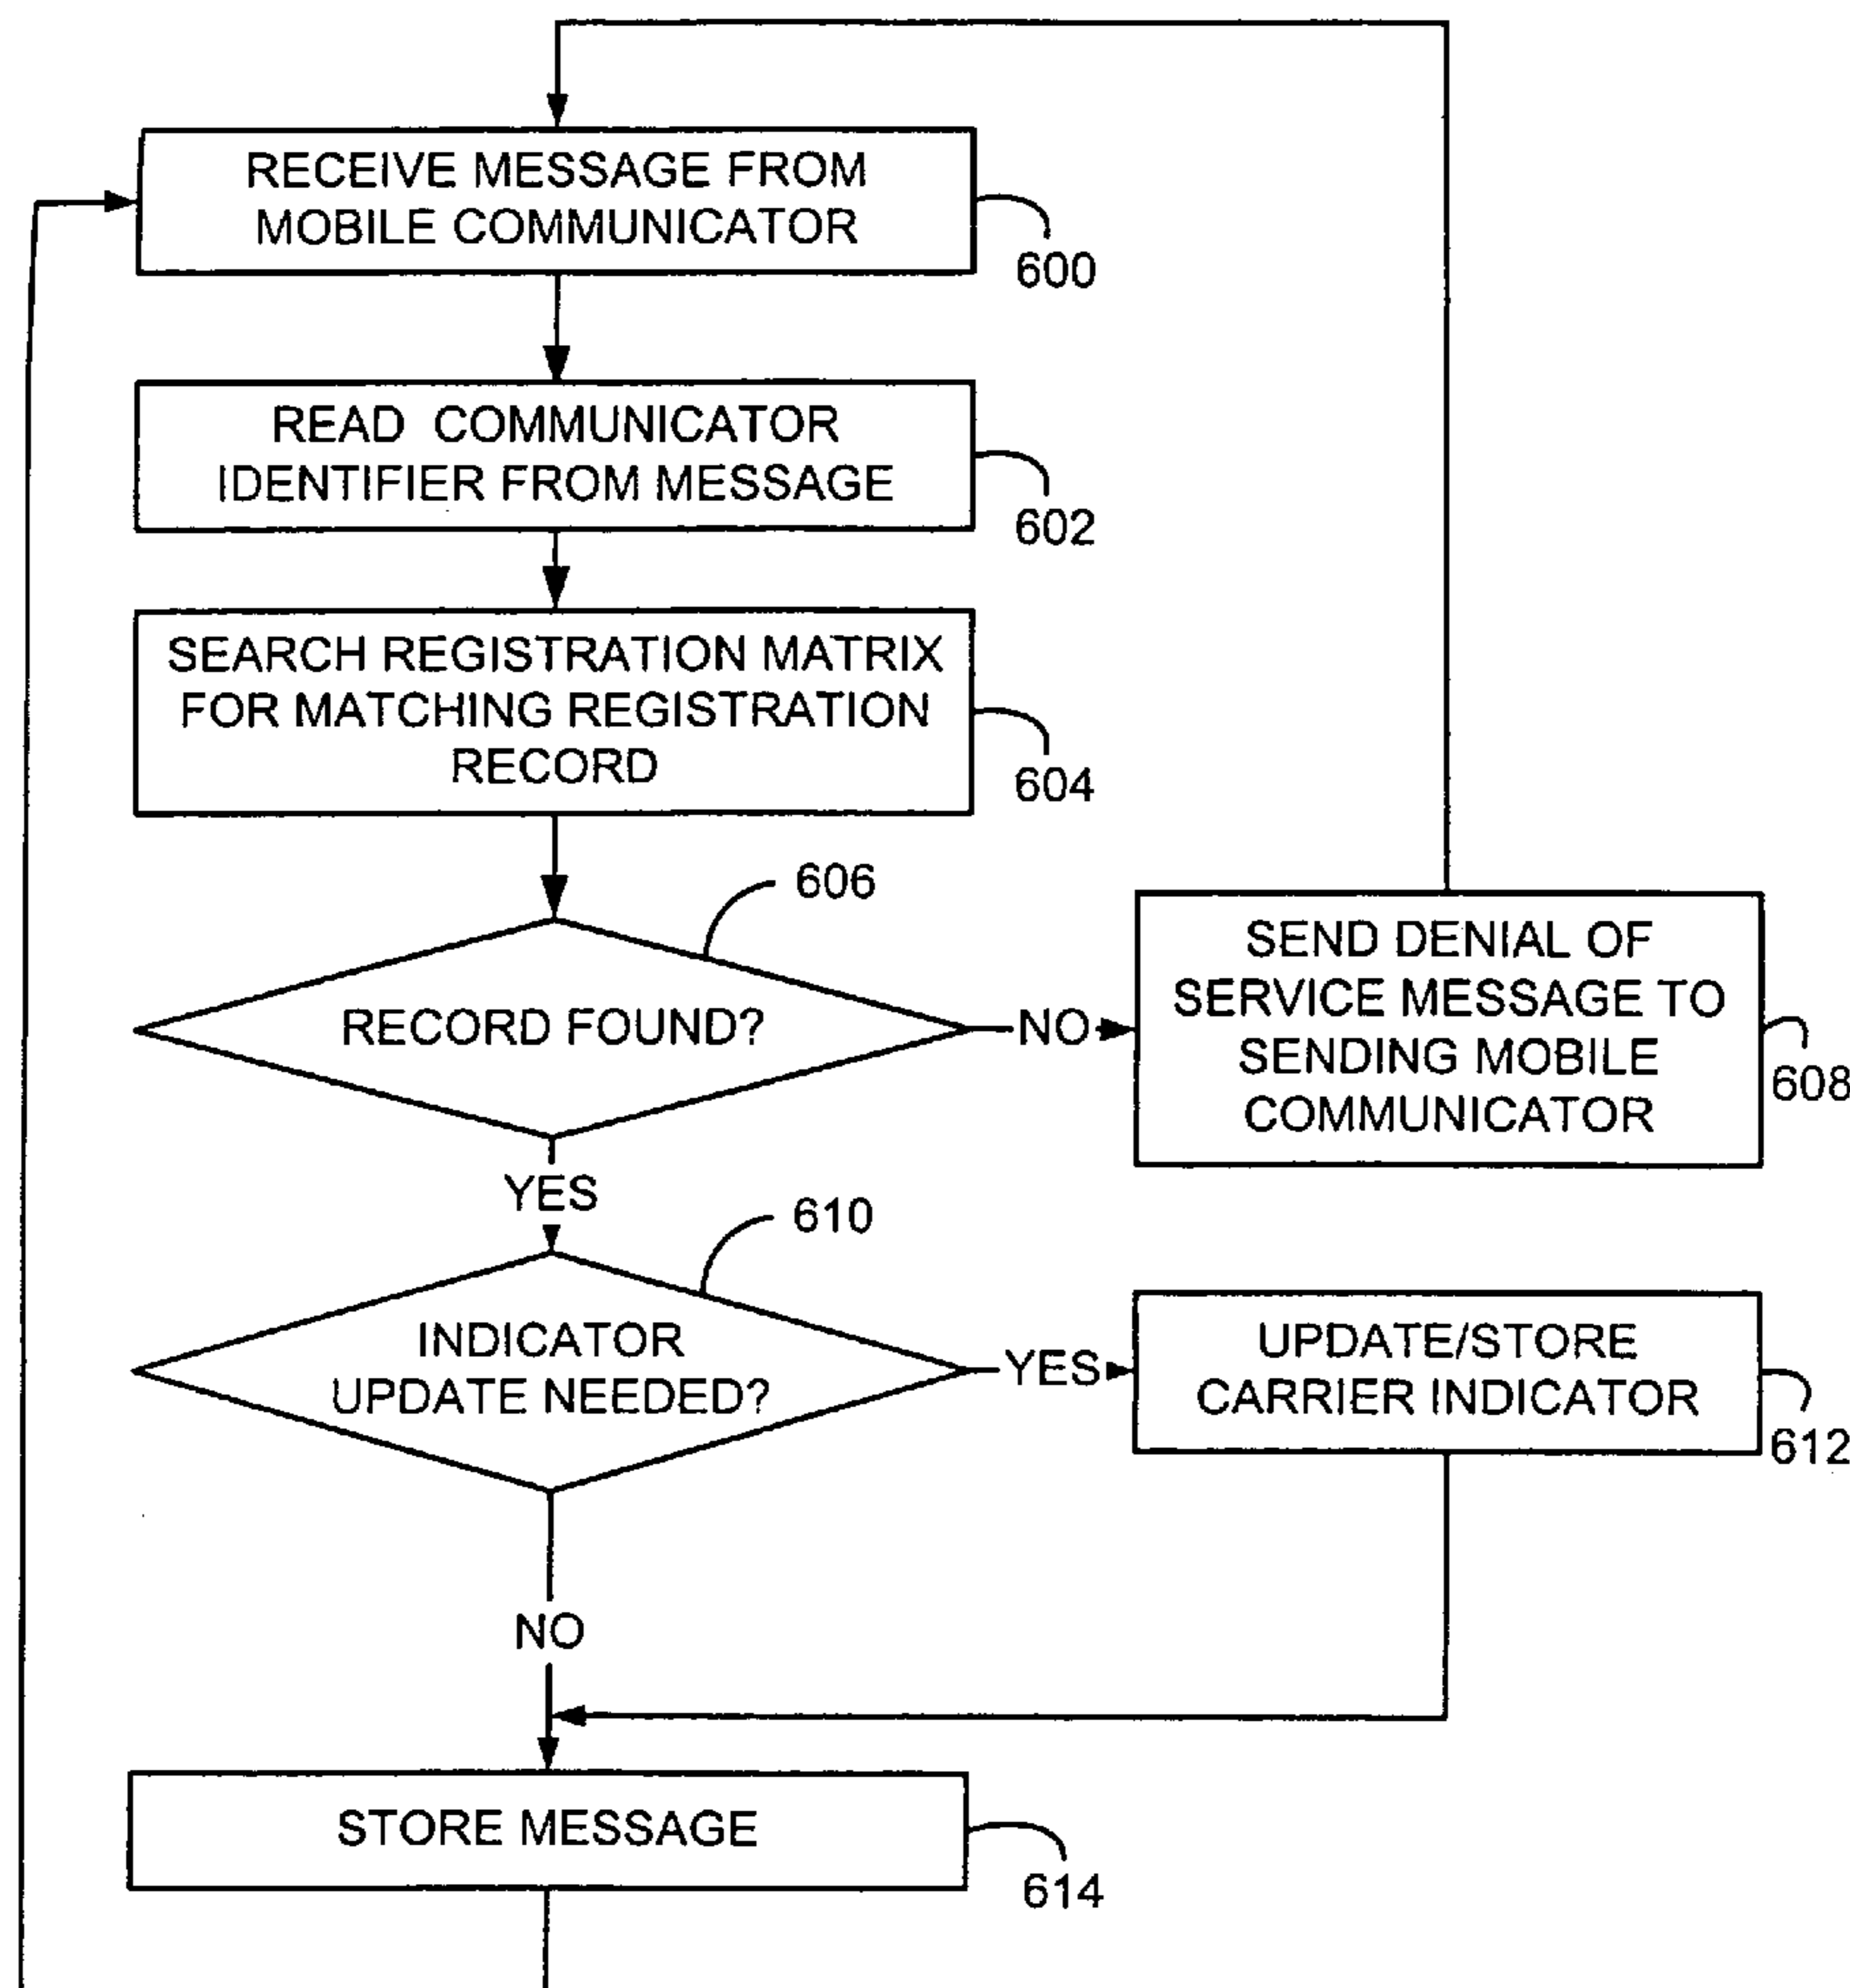 RECEIVE MESSAGE FROM
MOBILE COMMUNICATOR
600
READ COMMUNICATOR
IDENTIFIER FROM MESSAGE
602
SEARCH REGISTRATION MATRIX
FOR MATCHING REGISTRATION
RECORD
604
606
RECORD FOUND?
NO
SEND DENIAL OF
SERVICE MESSAGE TO
SENDING MOBILE
COMMUNICATOR
608
YES
610
INDICATOR
UPDATE NEEDED?
YES
UPDATE/STORE
CARRIER INDICATOR
612
NO
STORE MESSAGE
614